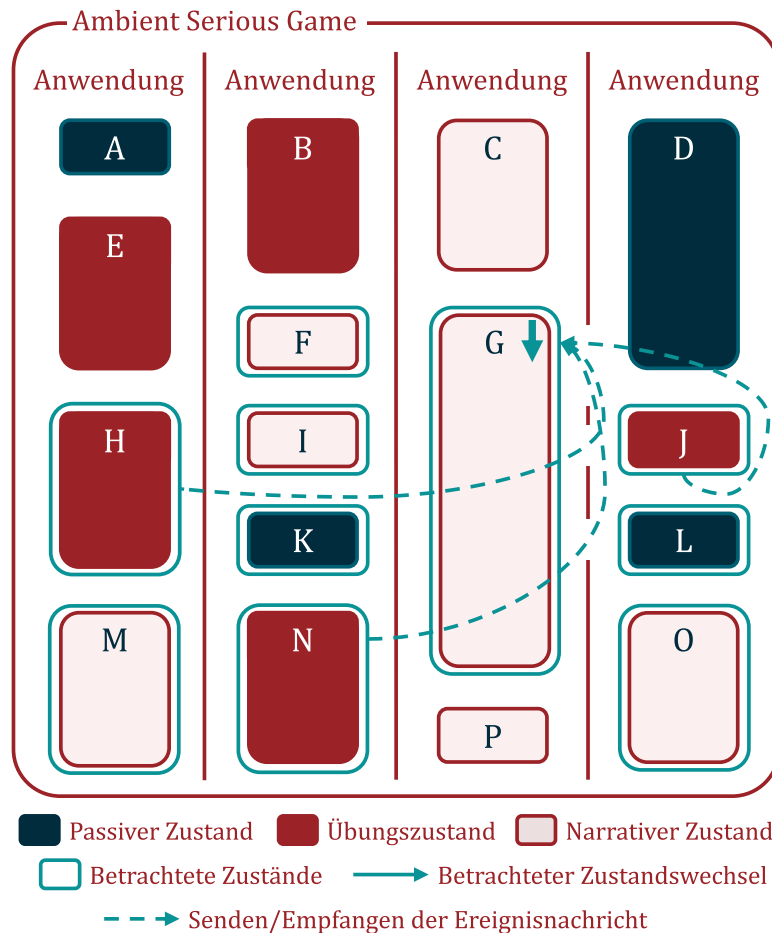 Ambient Serious Game
Anwendung Anwendung Anwendung Anwendung
A B C D
E
F G
H I J
K L
M N O
P
Passiver Zustand Übungszustand Narrativer Zustand
Betrachtete Zustände Betrachteter Zustandswechsel
Senden/Empfangen der Ereignisnachricht